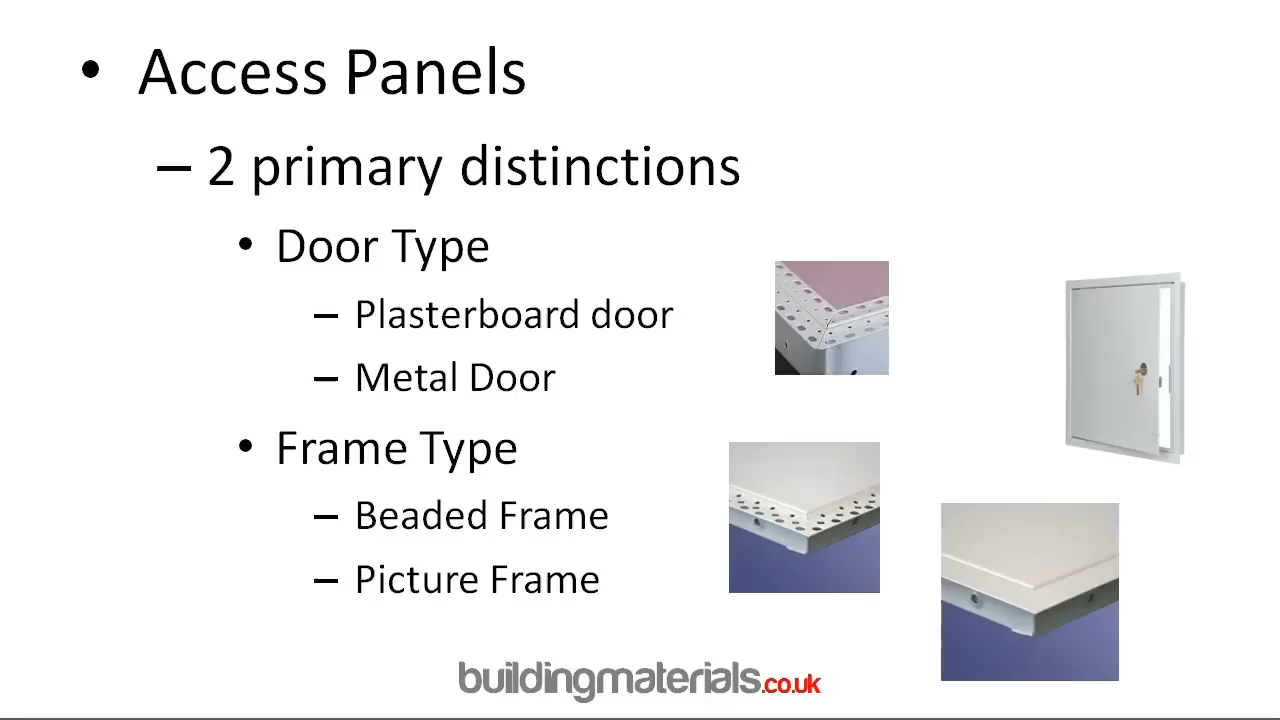 • Access Panels
– 2 primary distinctions
• Door Type
– Plasterboard door
– Metal Door
• Frame Type
– Beaded Frame
– Picture Frame
buildingmaterials.co.uk